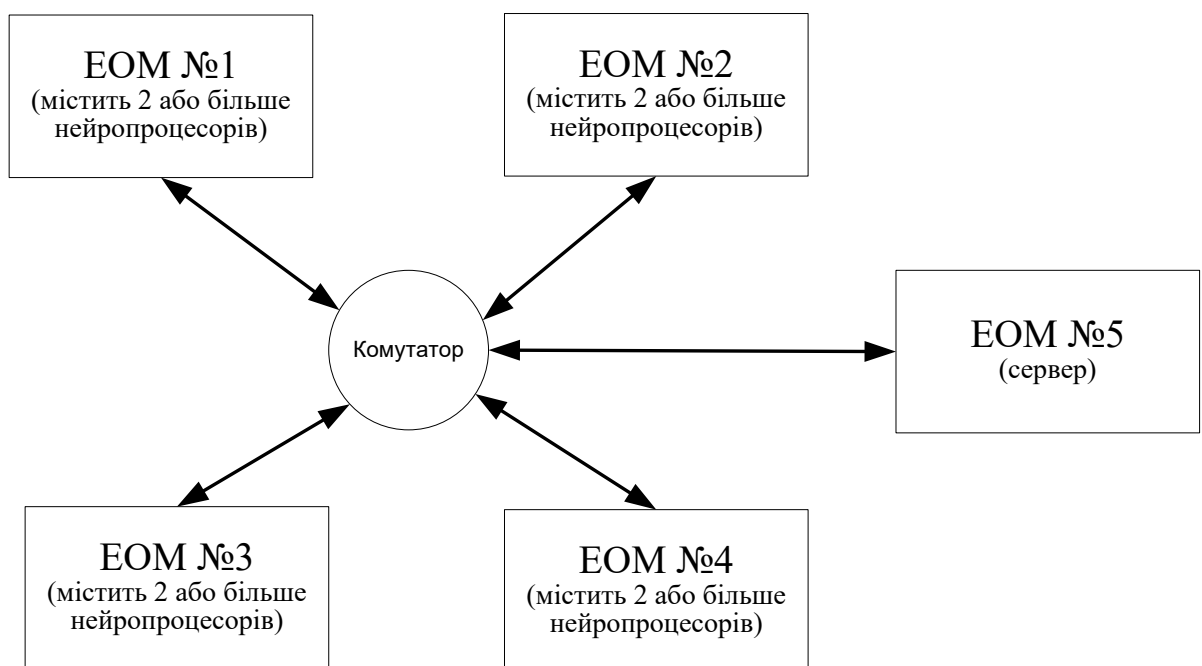 ЕОМ №1
(містить 2 або більше
нейропроцесорів)
ЕОМ №2
(містить 2 або більше
нейропроцесорів)
Комутатор
ЕОМ №5
(сервер)
ЕОМ №3
(містить 2 або більше
нейропроцесорів)
ЕОМ №4
(містить 2 або більше
нейропроцесорів)